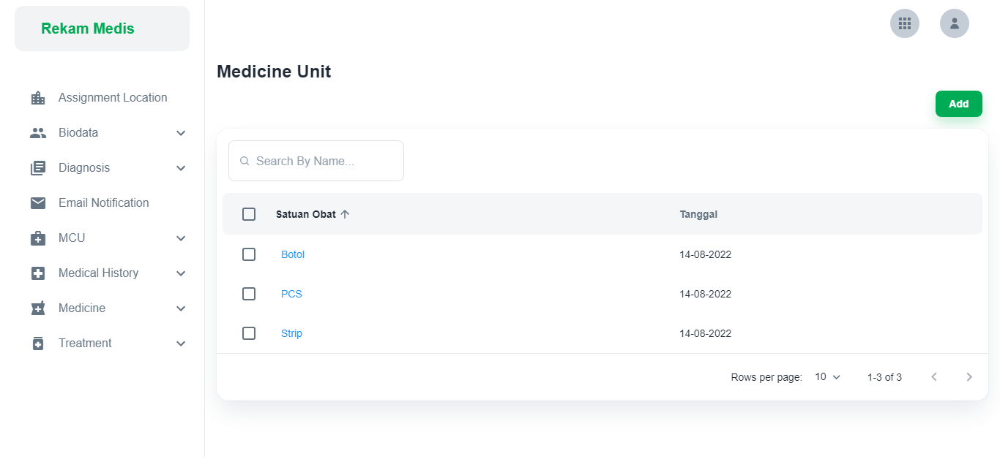 Rekam Medis
Assignment Location
Biodata
Diagnosis
Email Notification
MCU
Medical History
Medicine
Treatment
Medicine Unit
Add
Search By Name...
Satuan Obat Tanggal
Botol 14-08-2022
PCS 14-08-2022
Strip 14-08-2022
Rows per page: 10 1-3 of 3